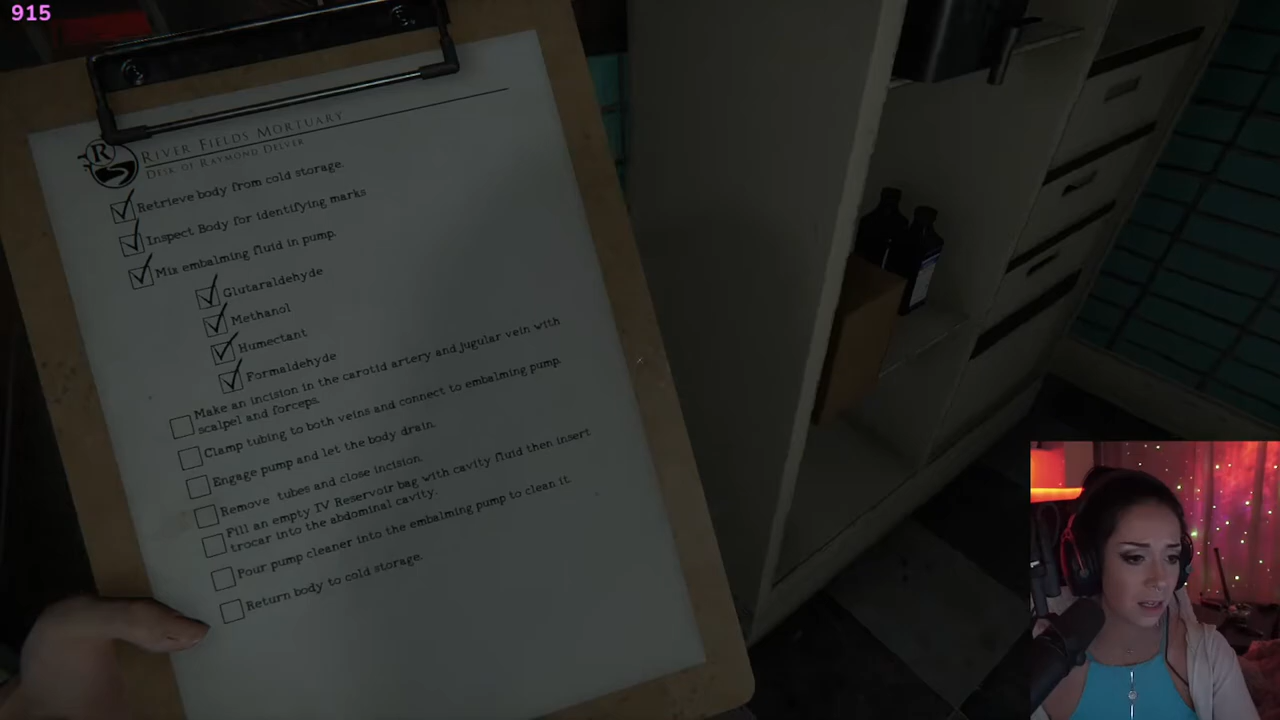 915
RIVER FIELDS MORTUARY
DESK OF RAYMOND DELVER
Retrieve body from cold storage.
Inspect Body for identifying marks
Mix embalming fluid in pump.
Glutaraldehyde
Methanol
Humectant
Formaldehyde
Make an incision in the carotid artery and jugular vein with
scalpel and forceps.
Clamp tubing to both veins and connect to embalming pump.
Engage pump and let the body drain.
Remove tubes and close incision.
Fill an empty IV Reservoir bag with cavity fluid then insert
trocar into the abdominal cavity.
Pour pump cleaner into the embalming pump to clean it.
Return body to cold storage.